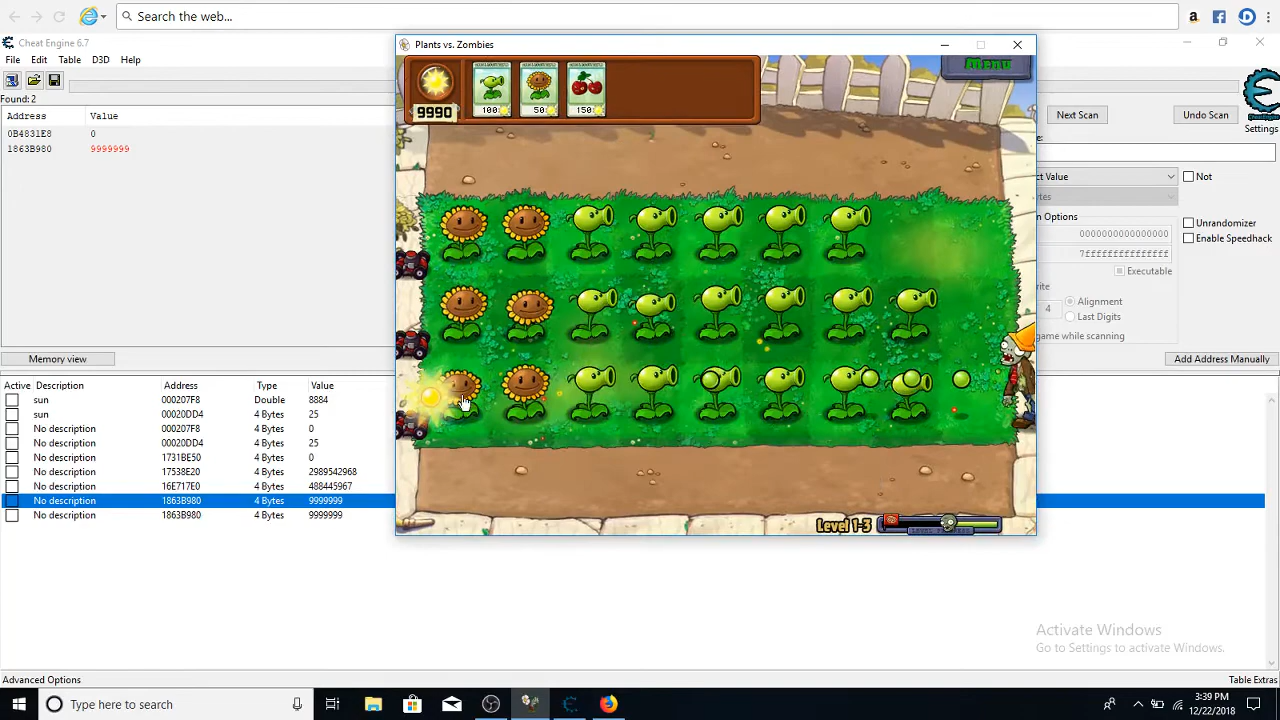 Search the web...
Cheat Engine 6.7
File Edit Table D3D Help
Found: 2
Address Value
0B4831E8 0
1863B980 9999999
Memory view
Plants vs. Zombies
9990
100
50
150
Menu
Level 1-3
Next Scan
Undo Scan
Settings
Not
Unrandomizer
Enable Speedhack
0000000000000000
7fffffffffffffff
Executable
4
Alignment
Last Digits
game while scanning
Add Address Manually
Active Description Address Type Value
sun 000207F8 Double 8884
sun 00020DD4 4 Bytes 25
No description 000207F8 4 Bytes 0
No description 00020DD4 4 Bytes 25
No description 1731BE50 4 Bytes 0
No description 17538E20 4 Bytes 2989542968
No description 16E717E0 4 Bytes 488445967
No description 1863B980 4 Bytes 9999999
No description 1863B980 4 Bytes 9999999
Activate Windows
Go to Settings to activate Windows.
Advanced Options
Table Extras
Type here to search
3:39 PM
12/22/2018